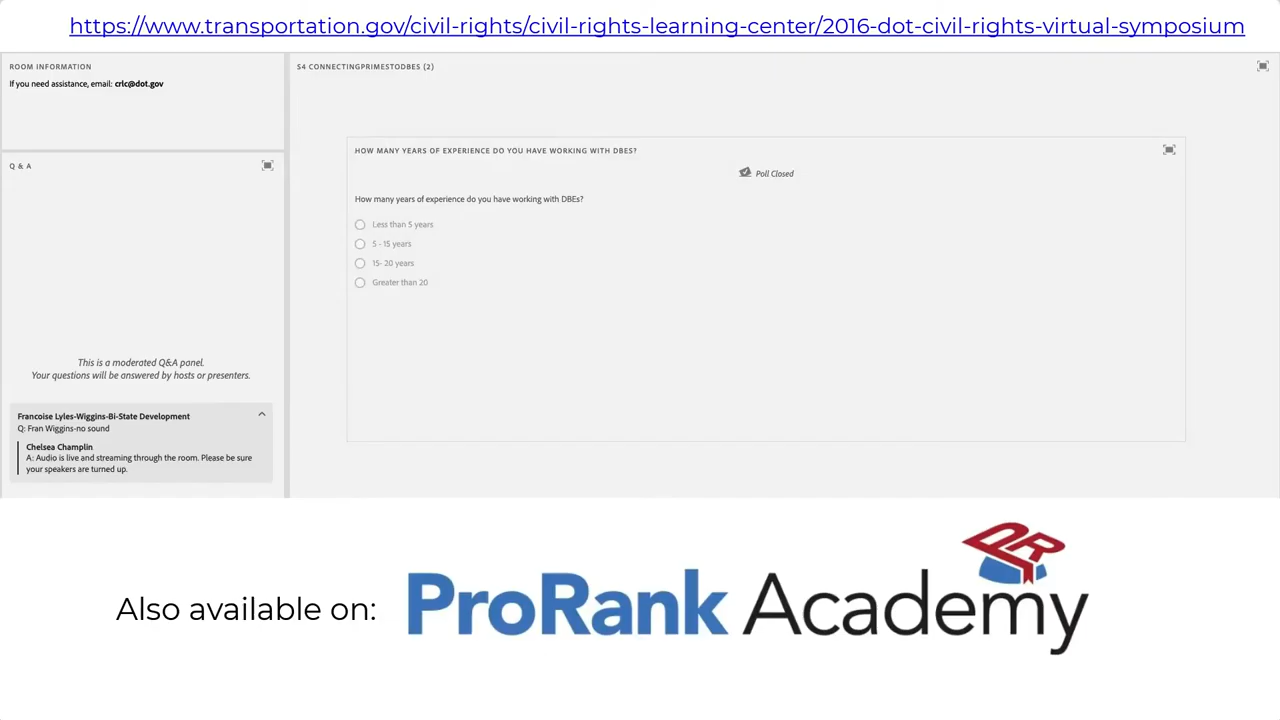 https://www.transportation.gov/civil-rights/civil-rights-learning-center/2016-dot-civil-rights-virtual-symposium
ROOM INFORMATION
If you need assistance, email: crlc@dot.gov
Q & A
This is a moderated Q&A panel.
Your questions will be answered by hosts or presenters.
Francoise Lyles-Wiggins-Bi-State Development
Q: Fran Wiggins-no sound
Chelsea Champlin
A: Audio is live and streaming through the room. Please be sure
your speakers are turned up.
S4 CONNECTINGPRIMESTODBES (2)
HOW MANY YEARS OF EXPERIENCE DO YOU HAVE WORKING WITH DBES?
Poll Closed
How many years of experience do you have working with DBEs?
Less than 5 years
5 - 15 years
15- 20 years
Greater than 20
Also available on:
ProRank Academy
PR